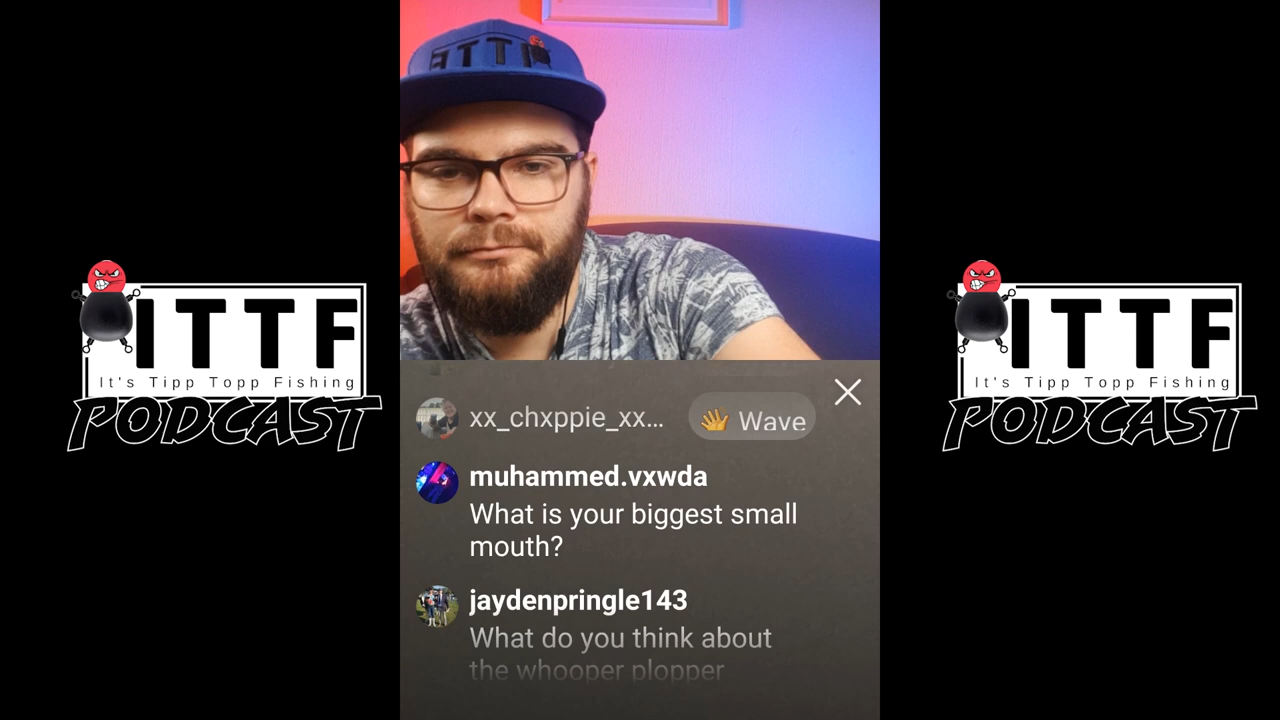 ITTF
ITTF
It's Tipp Topp Fishing
PODCAST
xx_chxppie_xx...
👋 Wave
muhammed.vxwda
What is your biggest small
mouth?
jaydenpringle143
What do you think about
the whooper plopper
ITTF
It's Tipp Topp Fishing
PODCAST